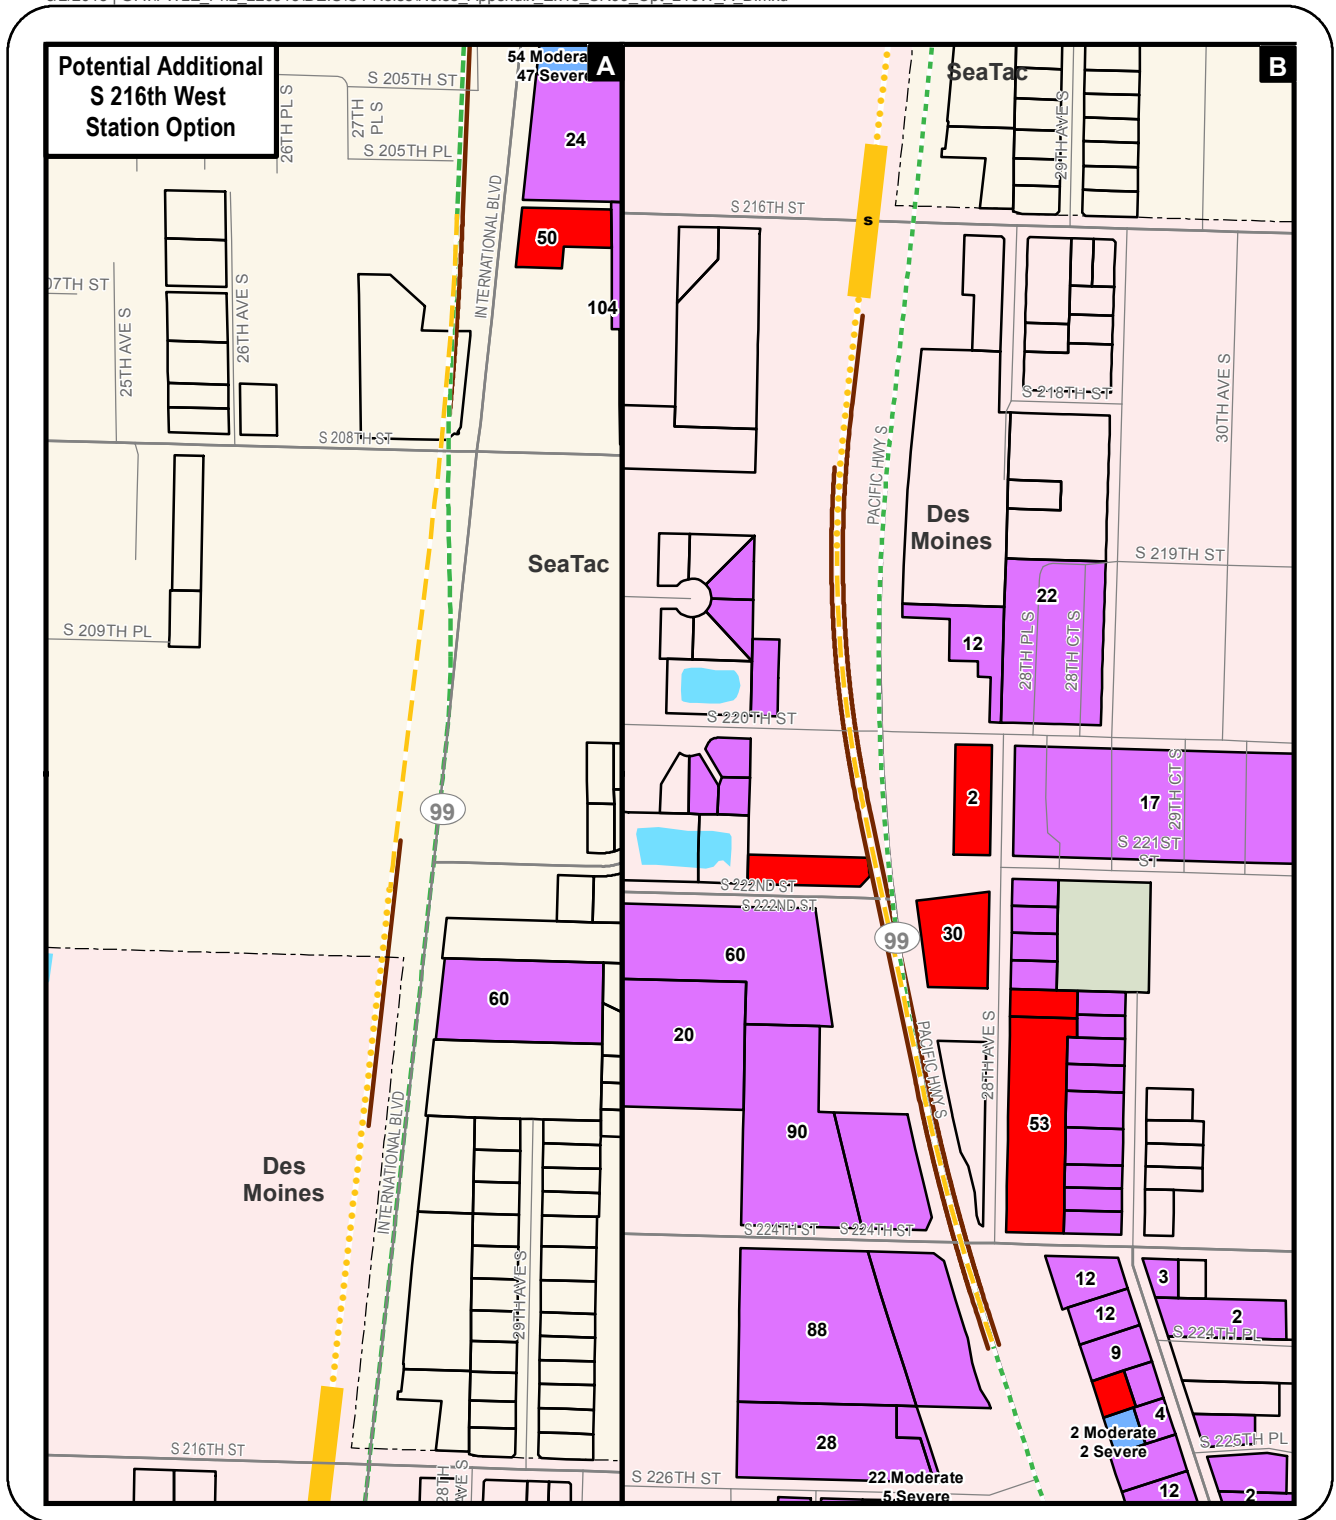 Potential Additional
S 216th West
Station Option
A
54 Modera
47 Severe
S 205TH ST
26TH PL S
27TH
PL S
S 205TH PL
24
INTERNATIONAL BLVD
50
104
07TH ST
25TH AVE S
26TH AVE S
S 208TH ST
SeaTac
S 209TH PL
99
60
INTERNATIONAL BLVD
Des
Moines
29TH AVE S
S 216TH ST
28TH
AVE S
B
SeaTac
29TH AVE S
S 216TH ST
s
S 218TH ST
30TH AVE S
PACIFIC HWY S
Des
Moines
S 219TH ST
22
12
28TH PL S
28TH CT S
S 220TH ST
2
17
29TH CT S
S 221ST
ST
S 222ND ST
S 222ND ST
99
30
60
20
PACIFIC HWY S
28TH AVE S
53
90
S 224TH ST
S 224TH ST
12
3
12
2
S 224TH PL
88
9
4
2 Moderate
2 Severe
S 225TH PL
28
S 226TH ST
22 Moderate
5 Severe
12
2